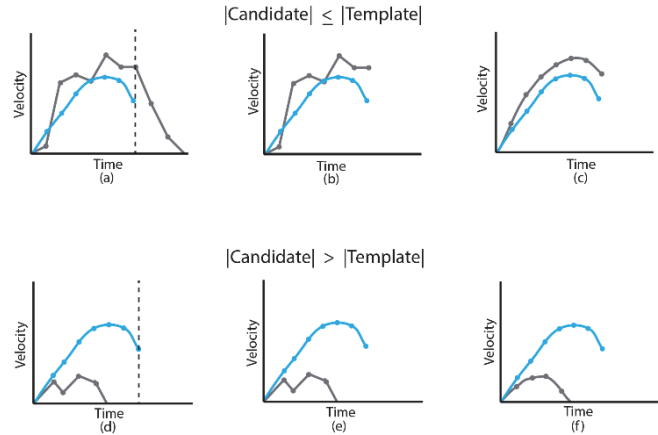 |Candidate| ≤ |Template|
Velocity
Time
(a)
Velocity
Time
(b)
Velocity
Time
(c)
|Candidate| > |Template|
Velocity
Time
(d)
Velocity
Time
(e)
Velocity
Time
(f)